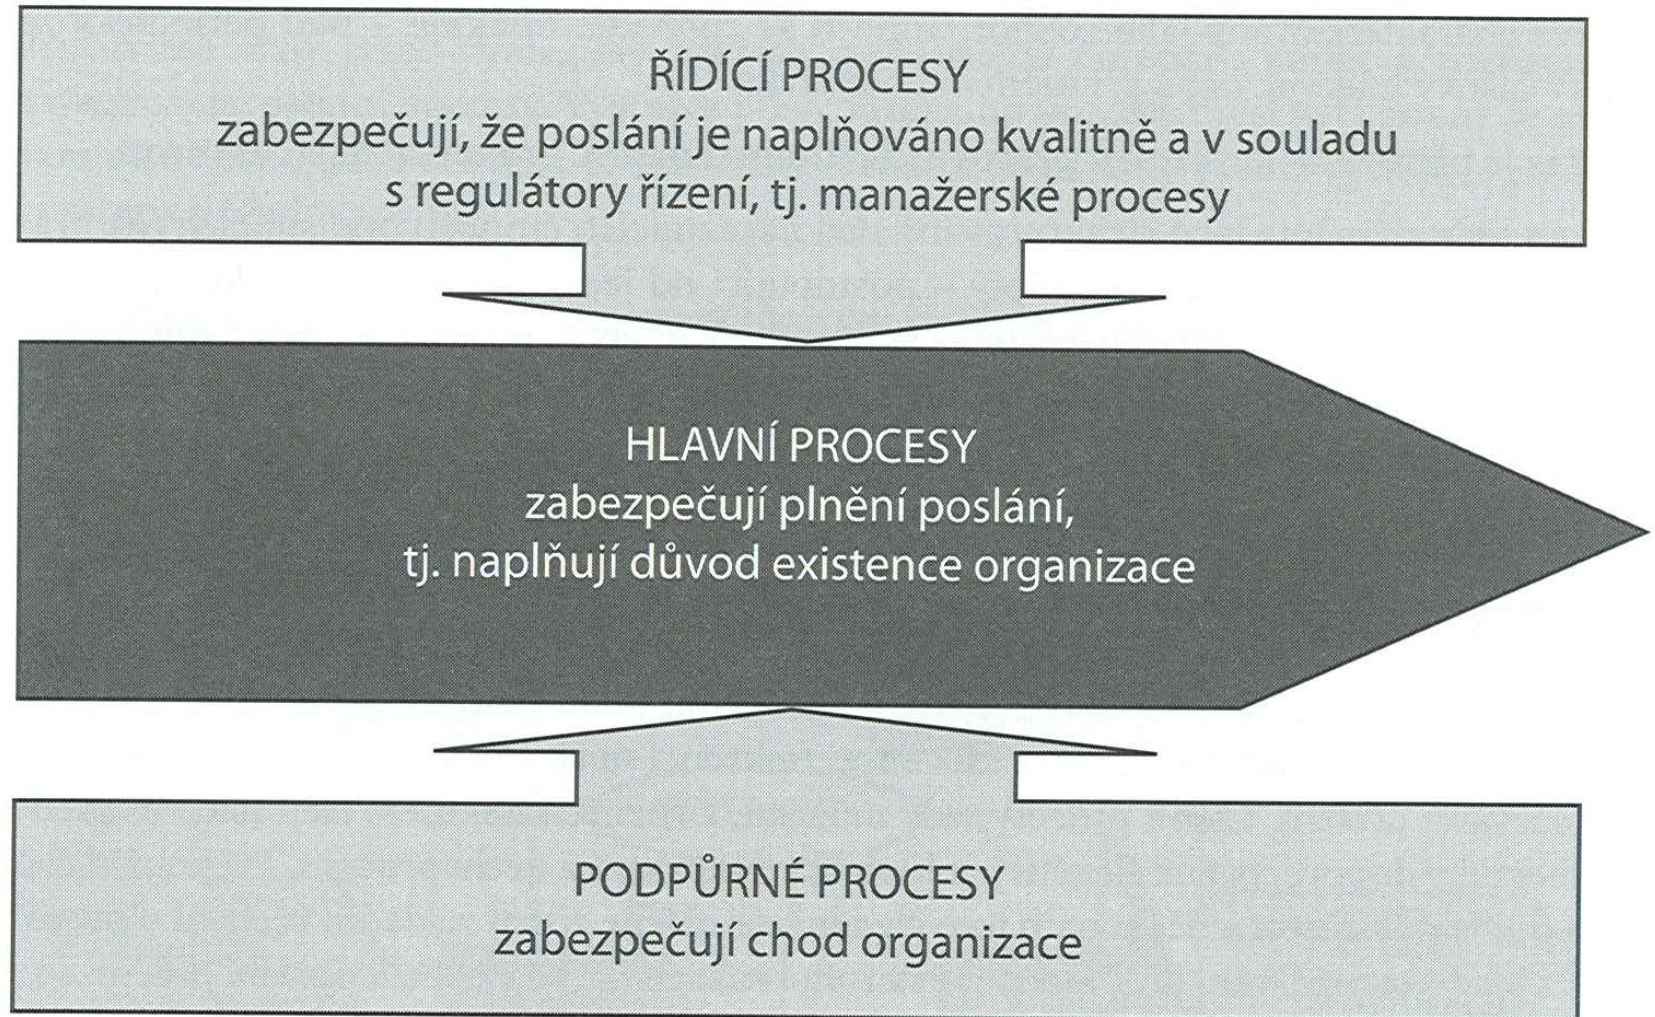 ŘÍDÍCÍ PROCESY
zabezpečují, že poslání je naplňováno kvalitně a v souladu
s regulátory řízení, tj. manažerské procesy
HLAVNÍ PROCESY
zabezpečují plnění poslání,
tj. naplňují důvod existence organizace
PODPŮRNÉ PROCESY
zabezpečují chod organizace